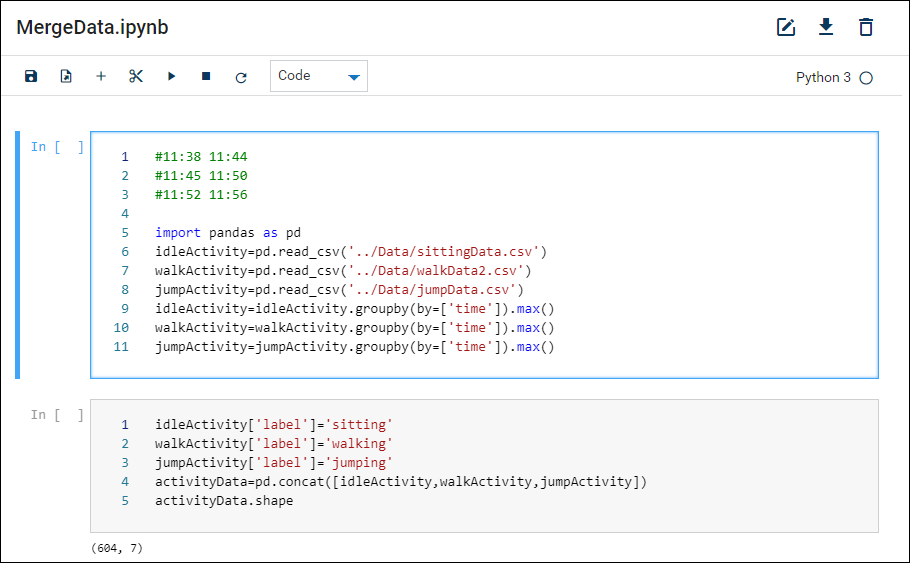 MergeData.ipynb
Code
Python 3
In [ ]
1 #11:38 11:44
2 #11:45 11:50
3 #11:52 11:56
4
5 import pandas as pd
6 idleActivity=pd.read_csv('../Data/sittingData.csv')
7 walkActivity=pd.read_csv('../Data/walkData2.csv')
8 jumpActivity=pd.read_csv('../Data/jumpData.csv')
9 idleActivity=idleActivity.groupby(by=['time']).max()
10 walkActivity=walkActivity.groupby(by=['time']).max()
11 jumpActivity=jumpActivity.groupby(by=['time']).max()
In [ ]
1 idleActivity['label']='sitting'
2 walkActivity['label']='walking'
3 jumpActivity['label']='jumping'
4 activityData=pd.concat([idleActivity,walkActivity,jumpActivity])
5 activityData.shape
(604, 7)